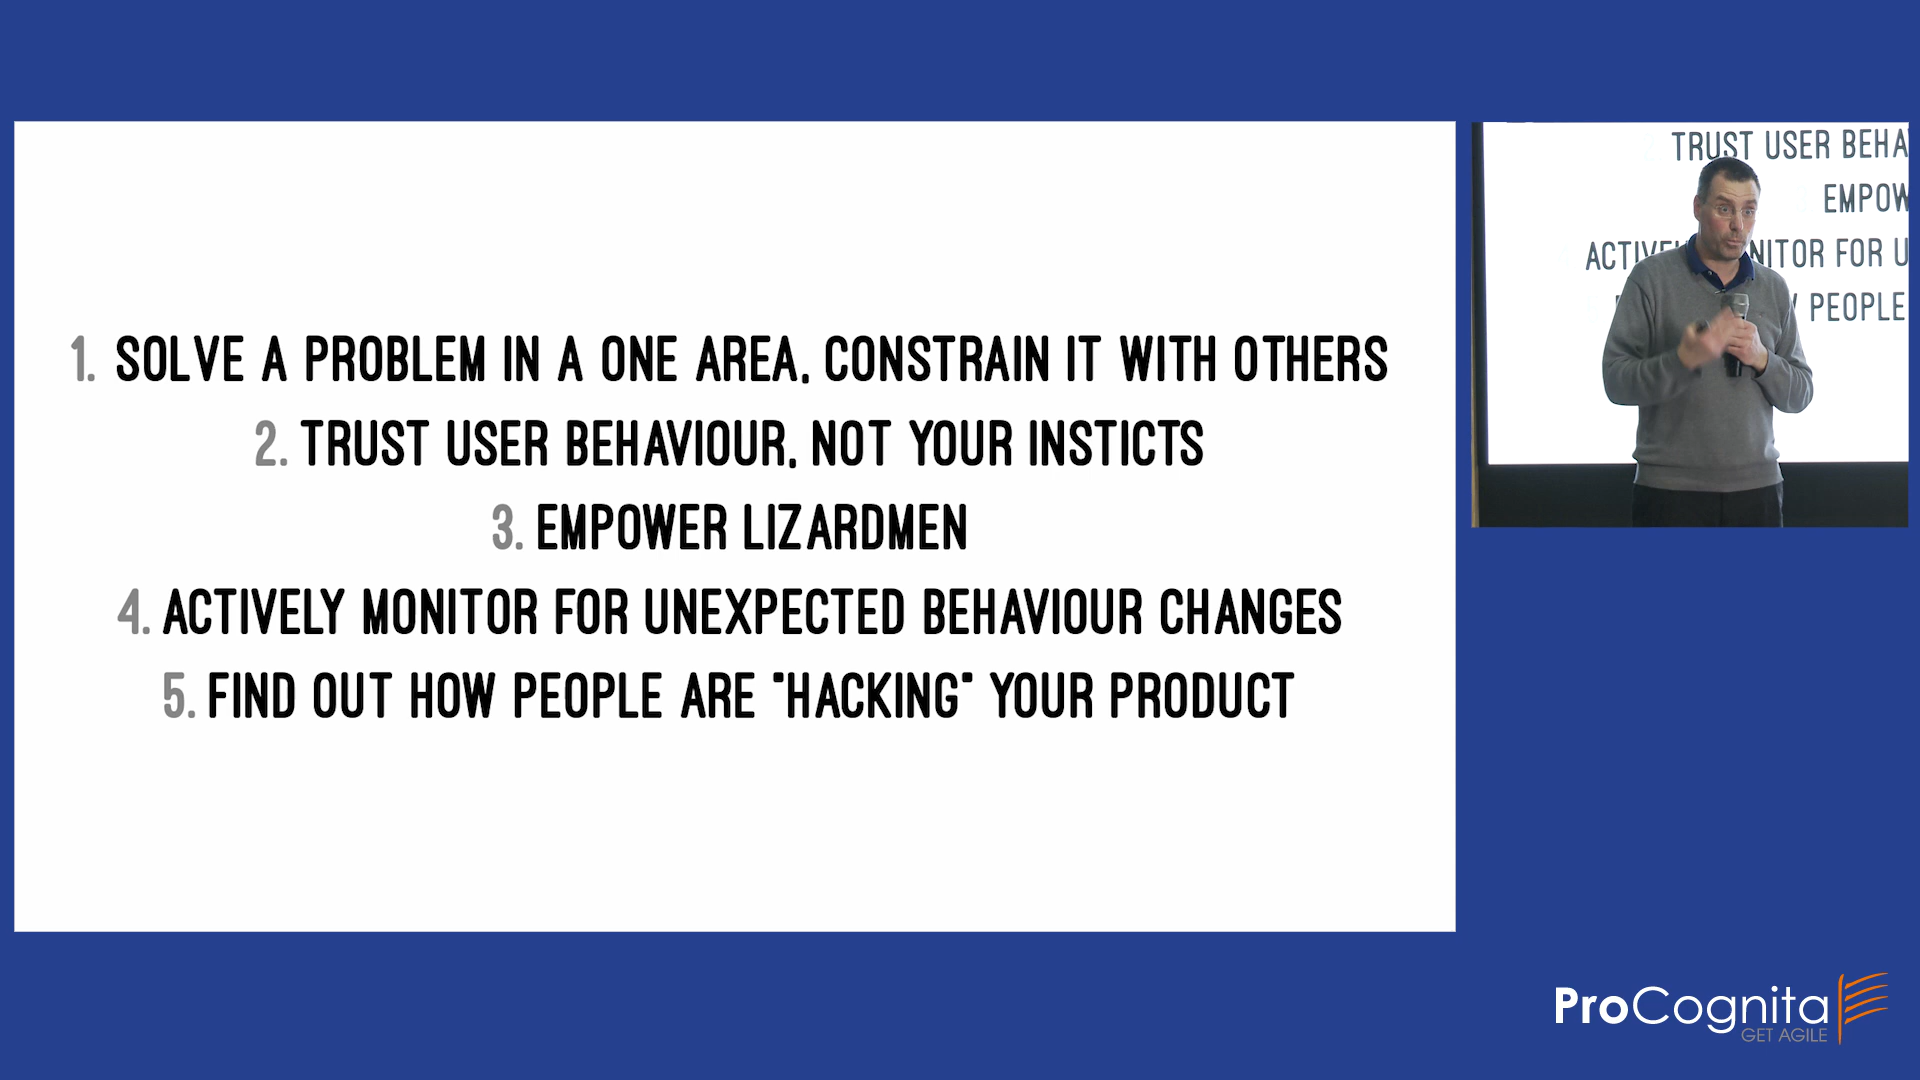 1. SOLVE A PROBLEM IN A ONE AREA, CONSTRAIN IT WITH OTHERS
2. TRUST USER BEHAVIOUR, NOT YOUR INSTICTS
3. EMPOWER LIZARDMEN
4. ACTIVELY MONITOR FOR UNEXPECTED BEHAVIOUR CHANGES
5. FIND OUT HOW PEOPLE ARE "HACKING" YOUR PRODUCT
TRUST USER BEHA
EMPOW
ACTIVE NITOR FOR U
PEOPLE
ProCognita
GET AGILE